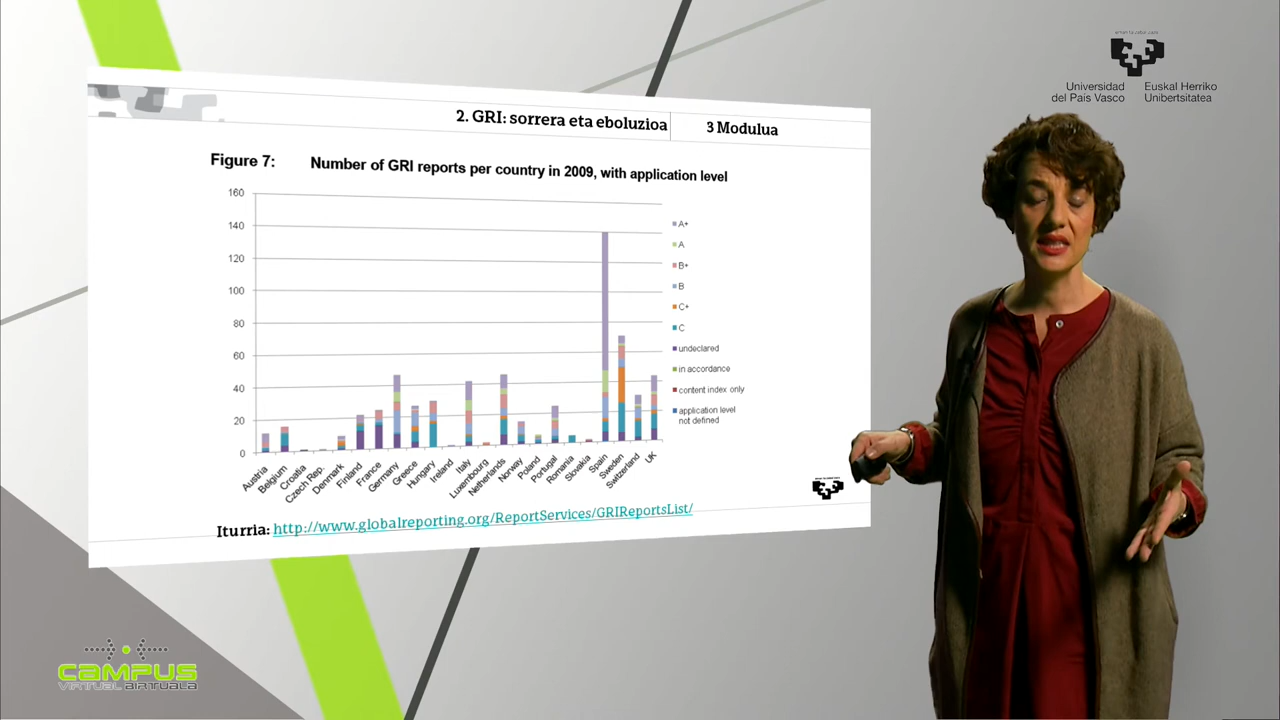 Universidad
del País Vasco
Euskal Herriko
Unibertsitatea
2. GRI: sorrera eta eboluzioa
3 Modulua
Figure 7: Number of GRI reports per country in 2009, with application level
160
140
120
100
80
60
40
20
0
Austria
Belgium
Croatia
Czech Rep.
Denmark
Finland
France
Germany
Greece
Hungary
Ireland
Italy
Luxembourg
Netherlands
Norway
Poland
Portugal
Romania
Slovakia
Spain
Sweden
Switzerland
UK
A+
A
B+
B
C+
C
undeclared
in accordance
content index only
application level
not defined
Iturria: http://www.globalreporting.org/ReportServices/GRIReportsList/
CAMPUS
VIRTUAL BIRTUALA